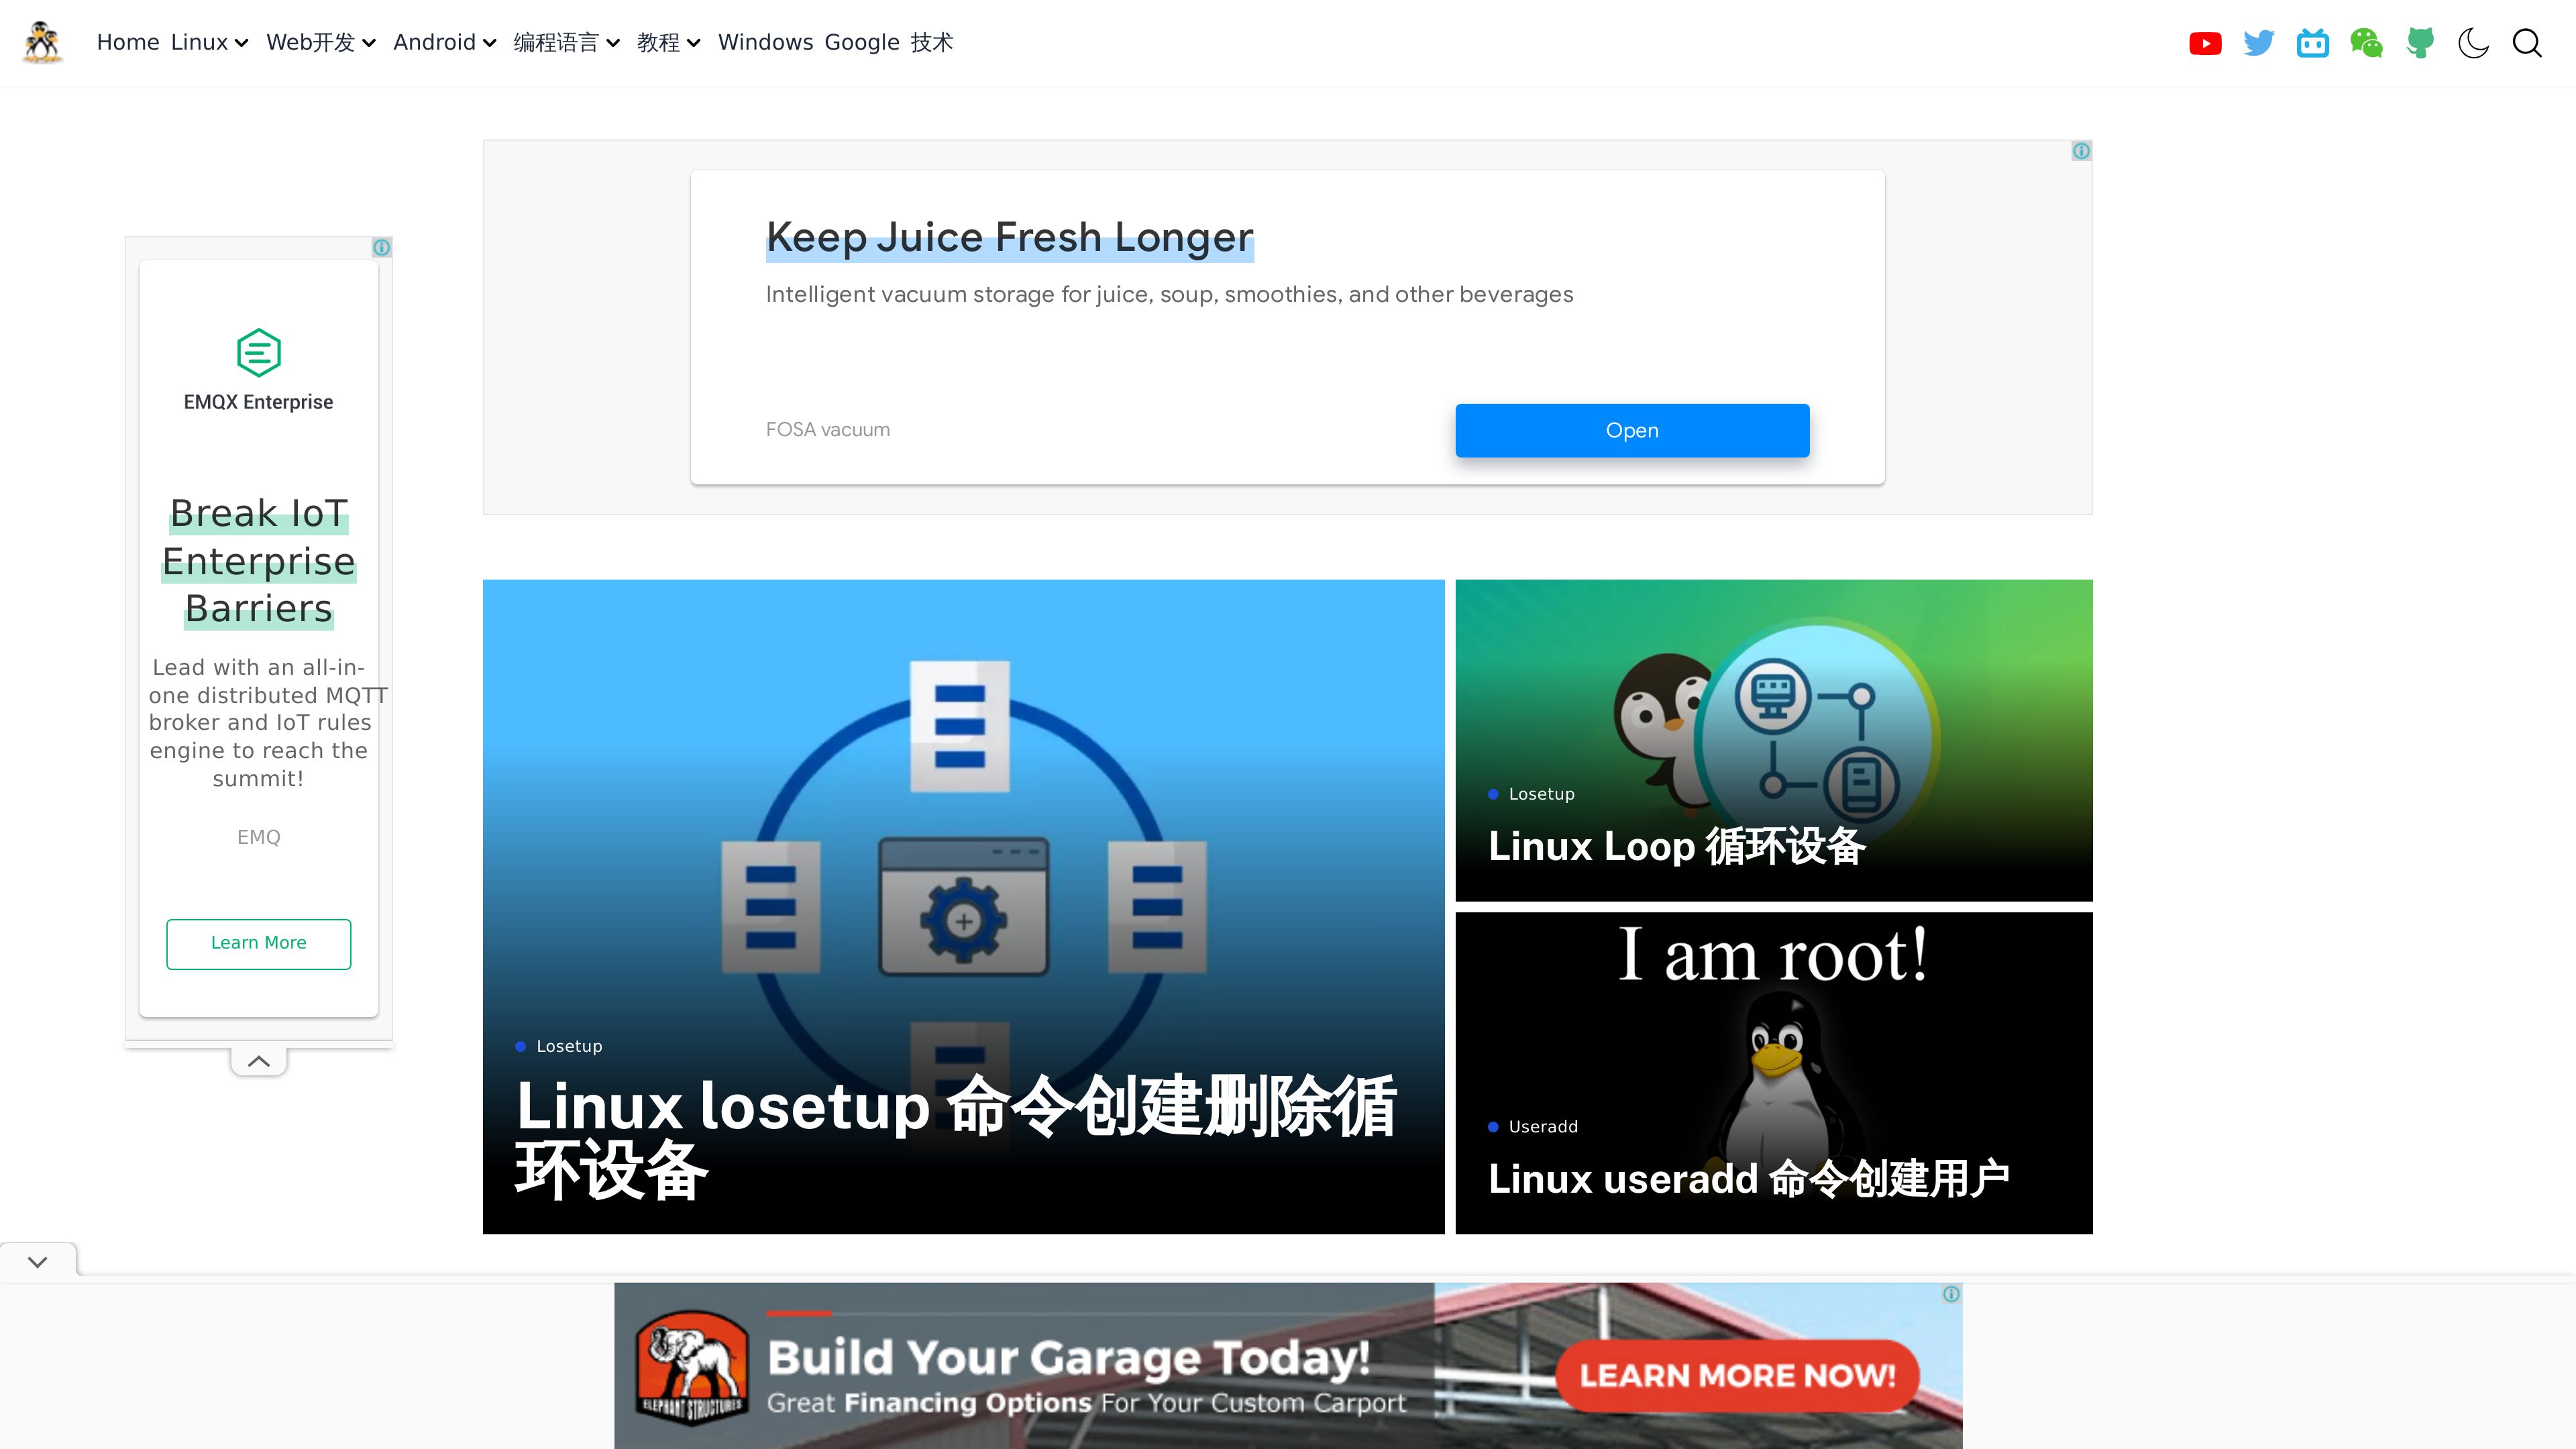 Home Linux Web开发 Android 编程语言 教程 Windows Google 技术
Keep Juice Fresh Longer
Intelligent vacuum storage for juice, soup, smoothies, and other beverages
FOSA vacuum
Open
EMQX Enterprise
Break IoT
Enterprise
Barriers
Lead with an all-in-
one distributed MQTT
broker and IoT rules
engine to reach the
summit!
EMQ
Learn More
Losetup
Linux losetup 命令创建删除循
环设备
Losetup
Linux Loop 循环设备
I am root!
Useradd
Linux useradd 命令创建用户
ELEPHANT STRUCTURES
Build Your Garage Today!
Great Financing Options For Your Custom Carport
LEARN MORE NOW!